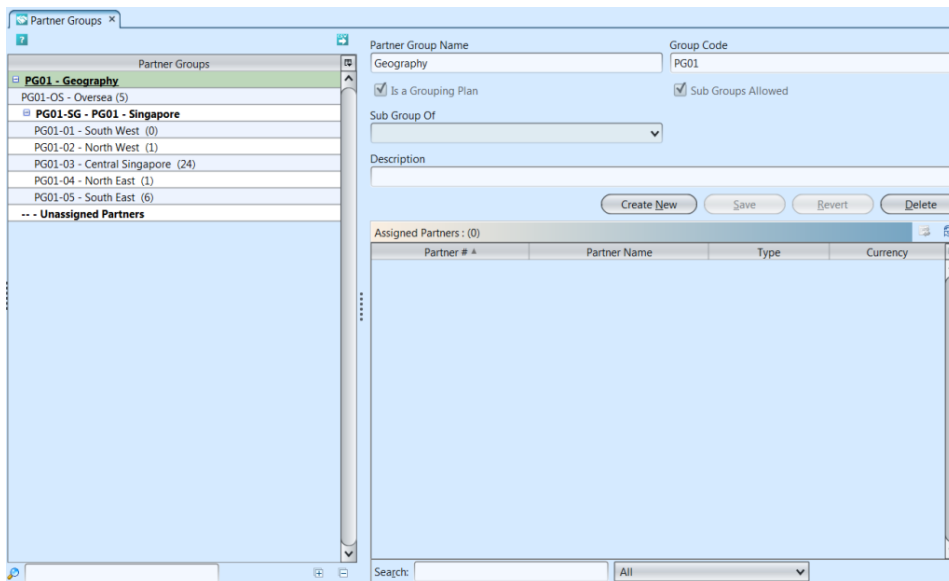 Partner Groups ×
?
Partner Groups
PG01 - Geography
PG01-OS - Oversea (5)
PG01-SG - PG01 - Singapore
PG01-01 - South West (0)
PG01-02 - North West (1)
PG01-03 - Central Singapore (24)
PG01-04 - North East (1)
PG01-05 - South East (6)
-- - Unassigned Partners
Partner Group Name
Group Code
Geography
PG01
Is a Grouping Plan
Sub Groups Allowed
Sub Group Of
Description
Create New
Save
Revert
Delete
Assigned Partners : (0)
Partner #
Partner Name
Type
Currency
Search:
All